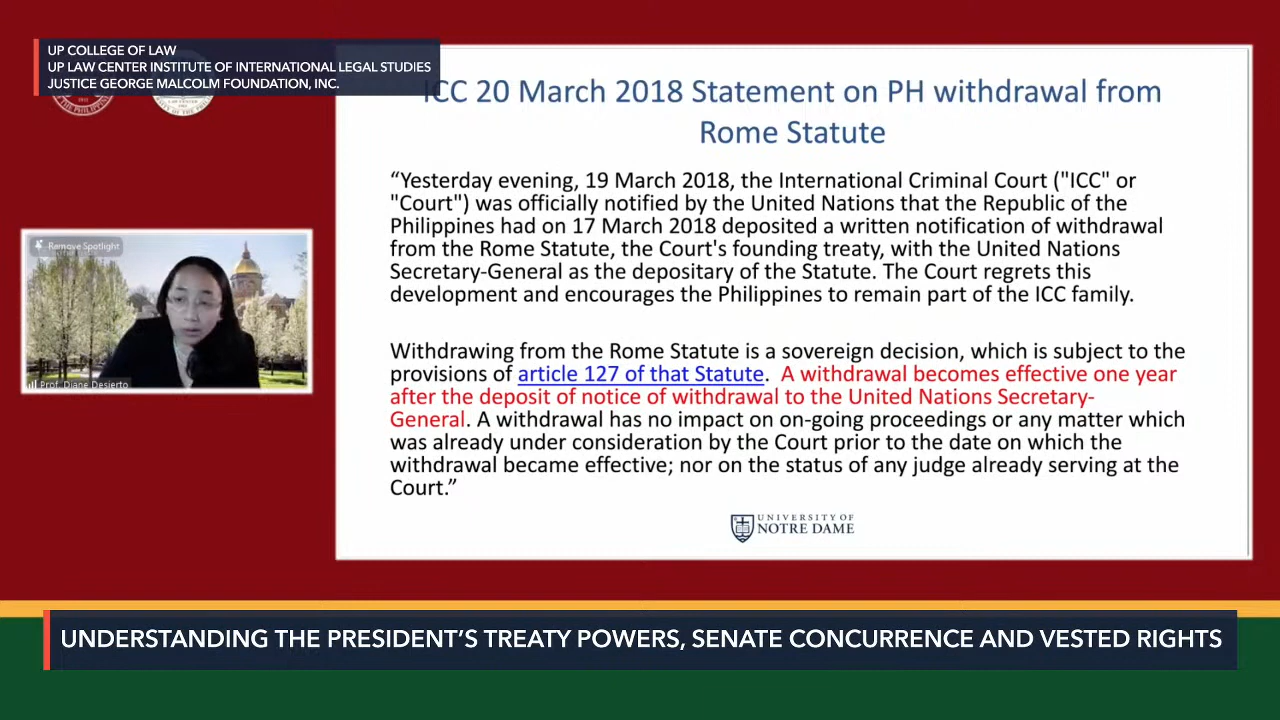 UP COLLEGE OF LAW
UP LAW CENTER INSTITUTE OF INTERNATIONAL LEGAL STUDIES
JUSTICE GEORGE MALCOLM FOUNDATION, INC.
ICC 20 March 2018 Statement on PH withdrawal from
Rome Statute
“Yesterday evening, 19 March 2018, the International Criminal Court ("ICC" or
"Court") was officially notified by the United Nations that the Republic of the
Philippines had on 17 March 2018 deposited a written notification of withdrawal
from the Rome Statute, the Court's founding treaty, with the United Nations
Secretary-General as the depositary of the Statute. The Court regrets this
development and encourages the Philippines to remain part of the ICC family.
Withdrawing from the Rome Statute is a sovereign decision, which is subject to the
provisions of article 127 of that Statute. A withdrawal becomes effective one year
after the deposit of notice of withdrawal to the United Nations Secretary-
General. A withdrawal has no impact on on-going proceedings or any matter which
was already under consideration by the Court prior to the date on which the
withdrawal became effective; nor on the status of any judge already serving at the
Court.”
UNIVERSITY OF
NOTRE DAME
Remove Spotlight
Prof. Diane Desierto
UNDERSTANDING THE PRESIDENT’S TREATY POWERS, SENATE CONCURRENCE AND VESTED RIGHTS